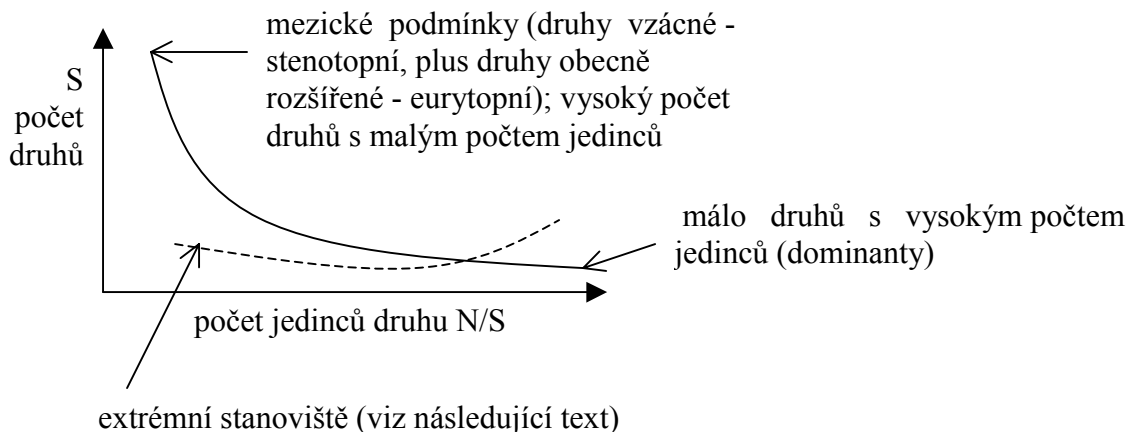 mezické podmínky (druhy vzácné -
stenotopní, plus druhy obecně
rozšířené - eurytopní); vysoký počet
druhů s malým počtem jedinců
S
počet
druhů
málo druhů s vysokým počtem
jedinců (dominanty)
počet jedinců druhu N/S
extrémní stanoviště (viz následující text)